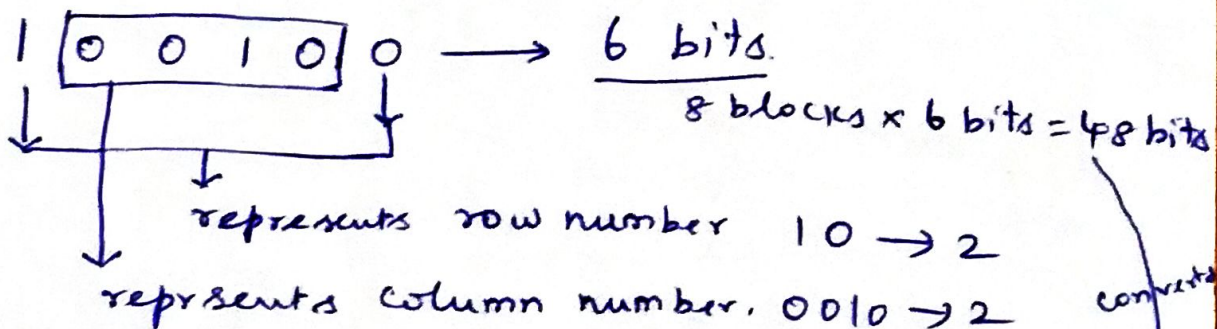 1 0 0 1 0 0 → 6 bits.
8 blocks x 6 bits = 48 bits
represents row number 10 → 2
reprsents column number. 0010 → 2
converts